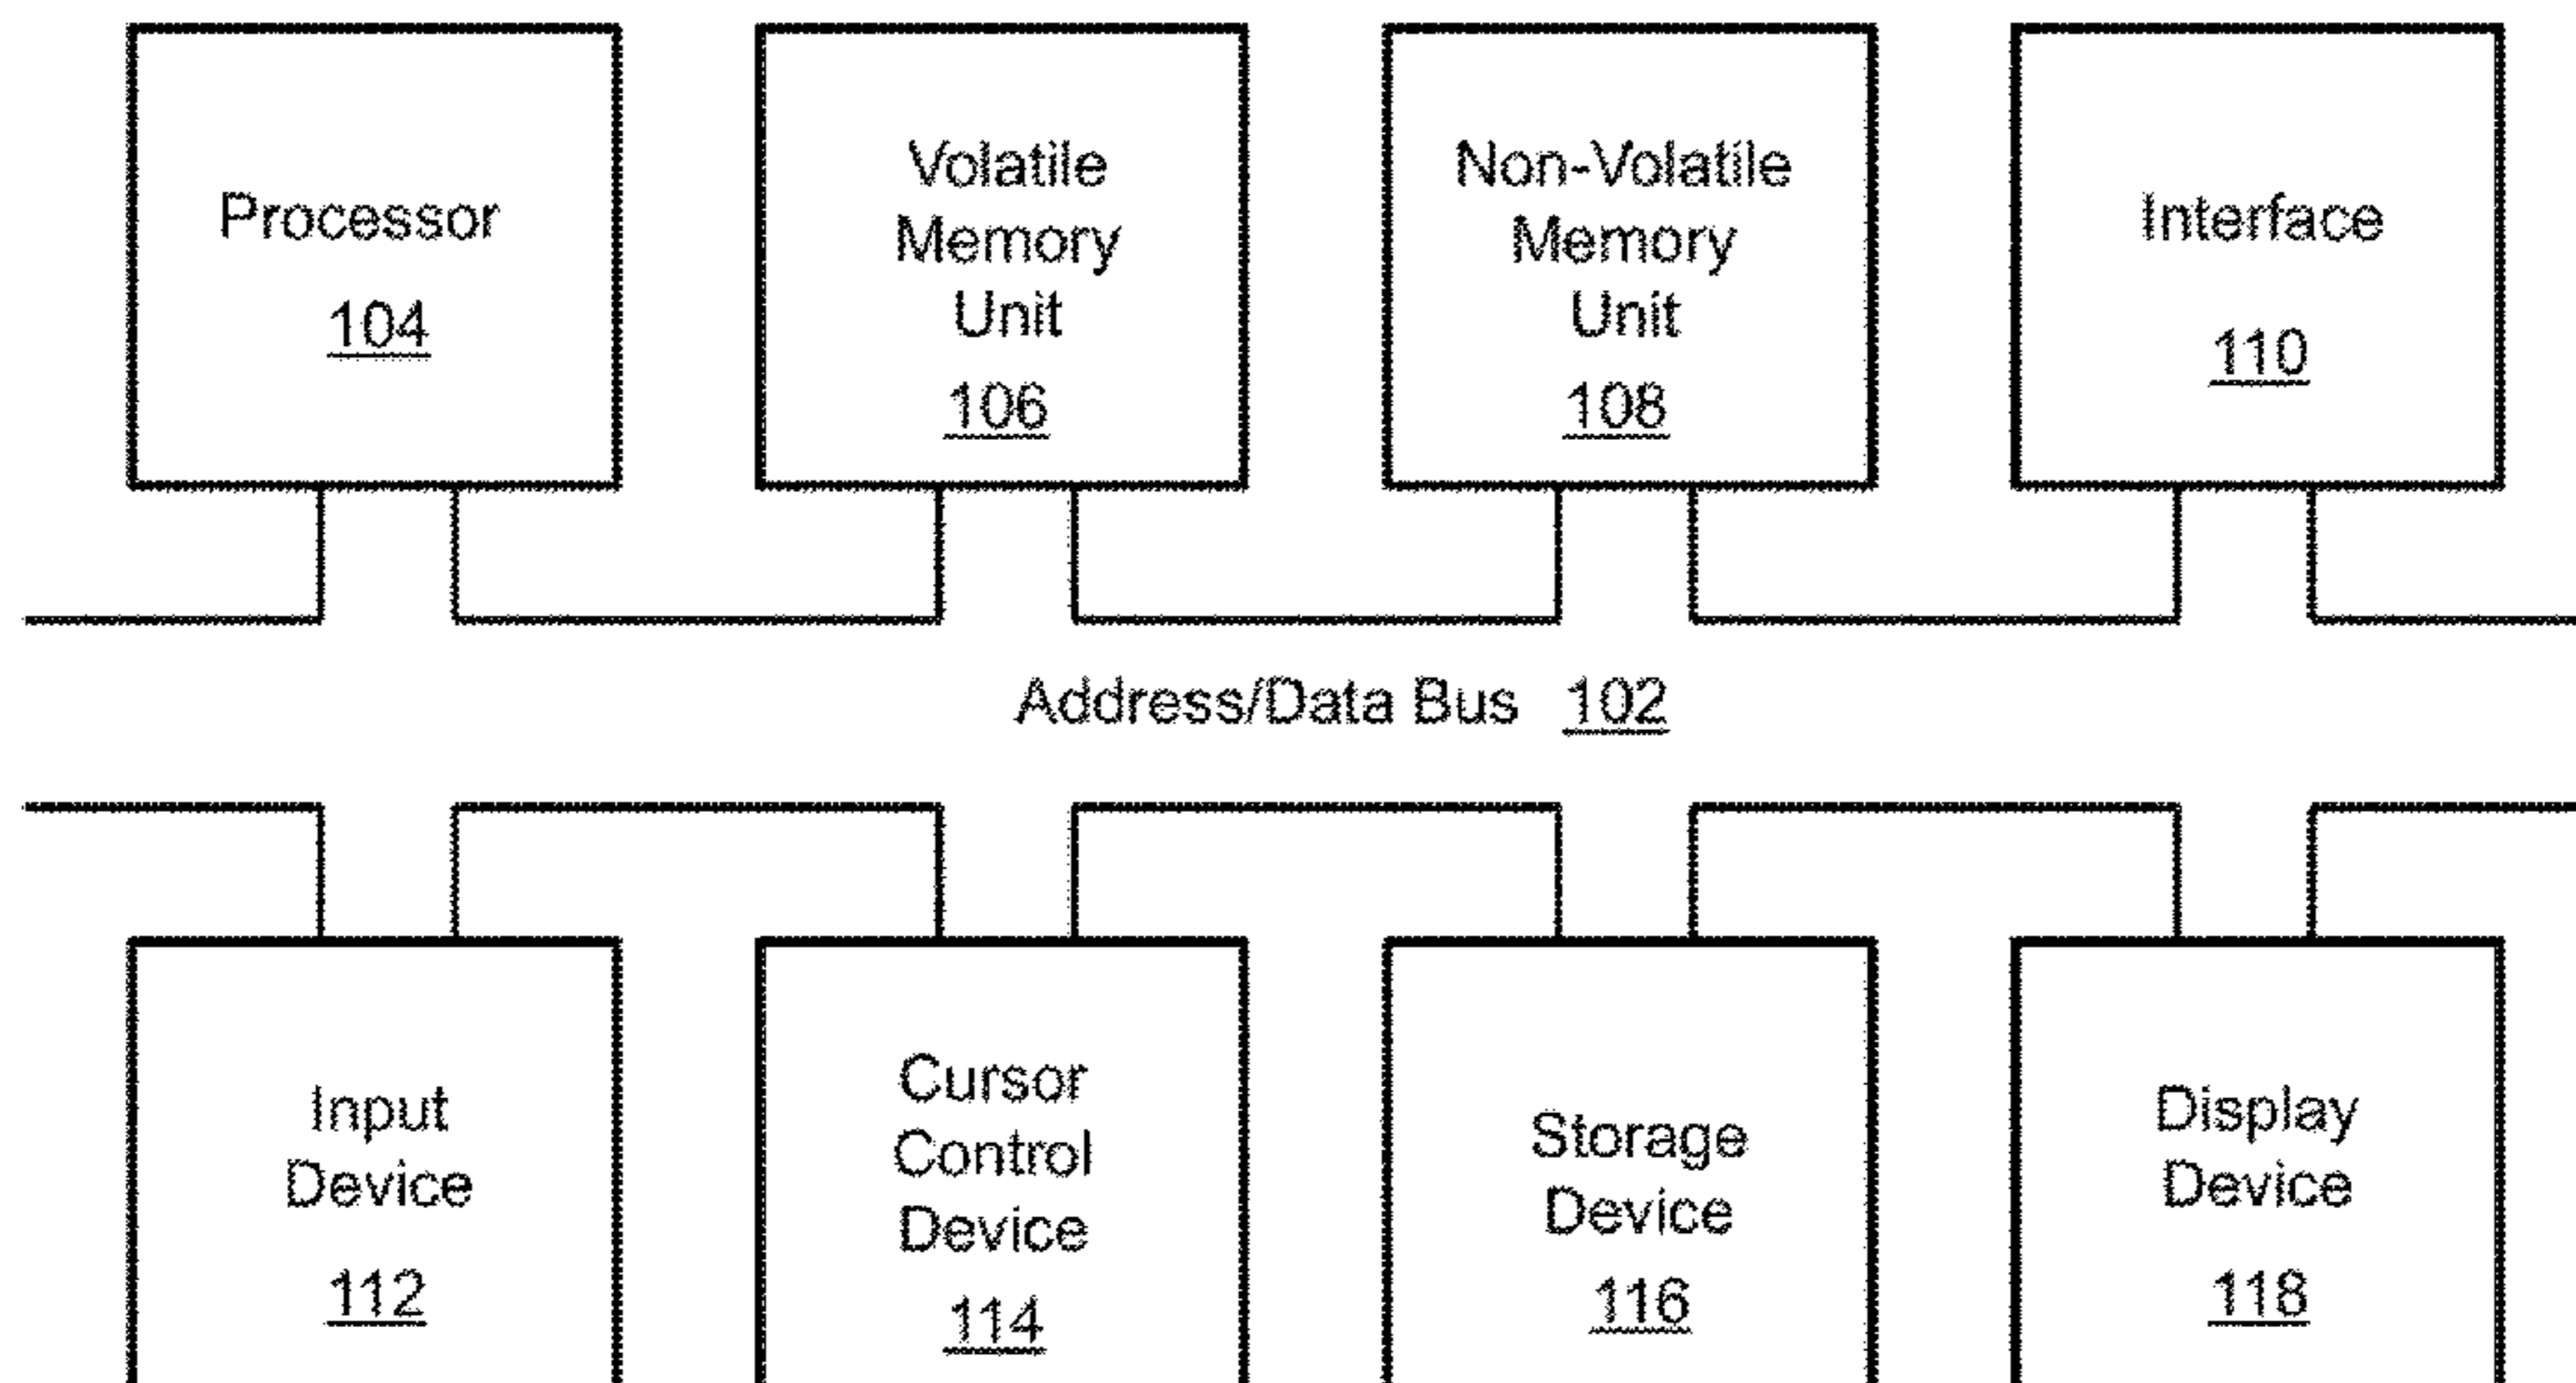 Processor
104
Volatile
Memory
Unit
106
Non-Volatile
Memory
Unit
108
Interface
110
Address/Data Bus 102
Input
Device
112
Cursor
Control
Device
114
Storage
Device
116
Display
Device
118